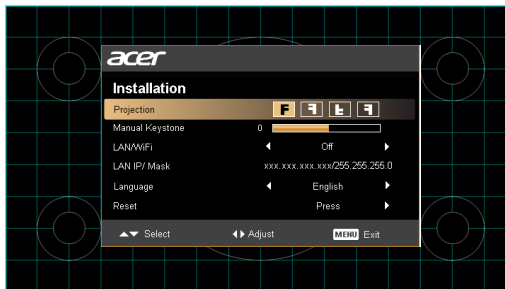 acer
Installation
Projection F
Manual Keystone 0
LAN/WiFi Off
LAN IP/ Mask xxx.xxx.xxx.xxx/255.255.255.0
Language English
Reset Press
Select Adjust MENU Exit